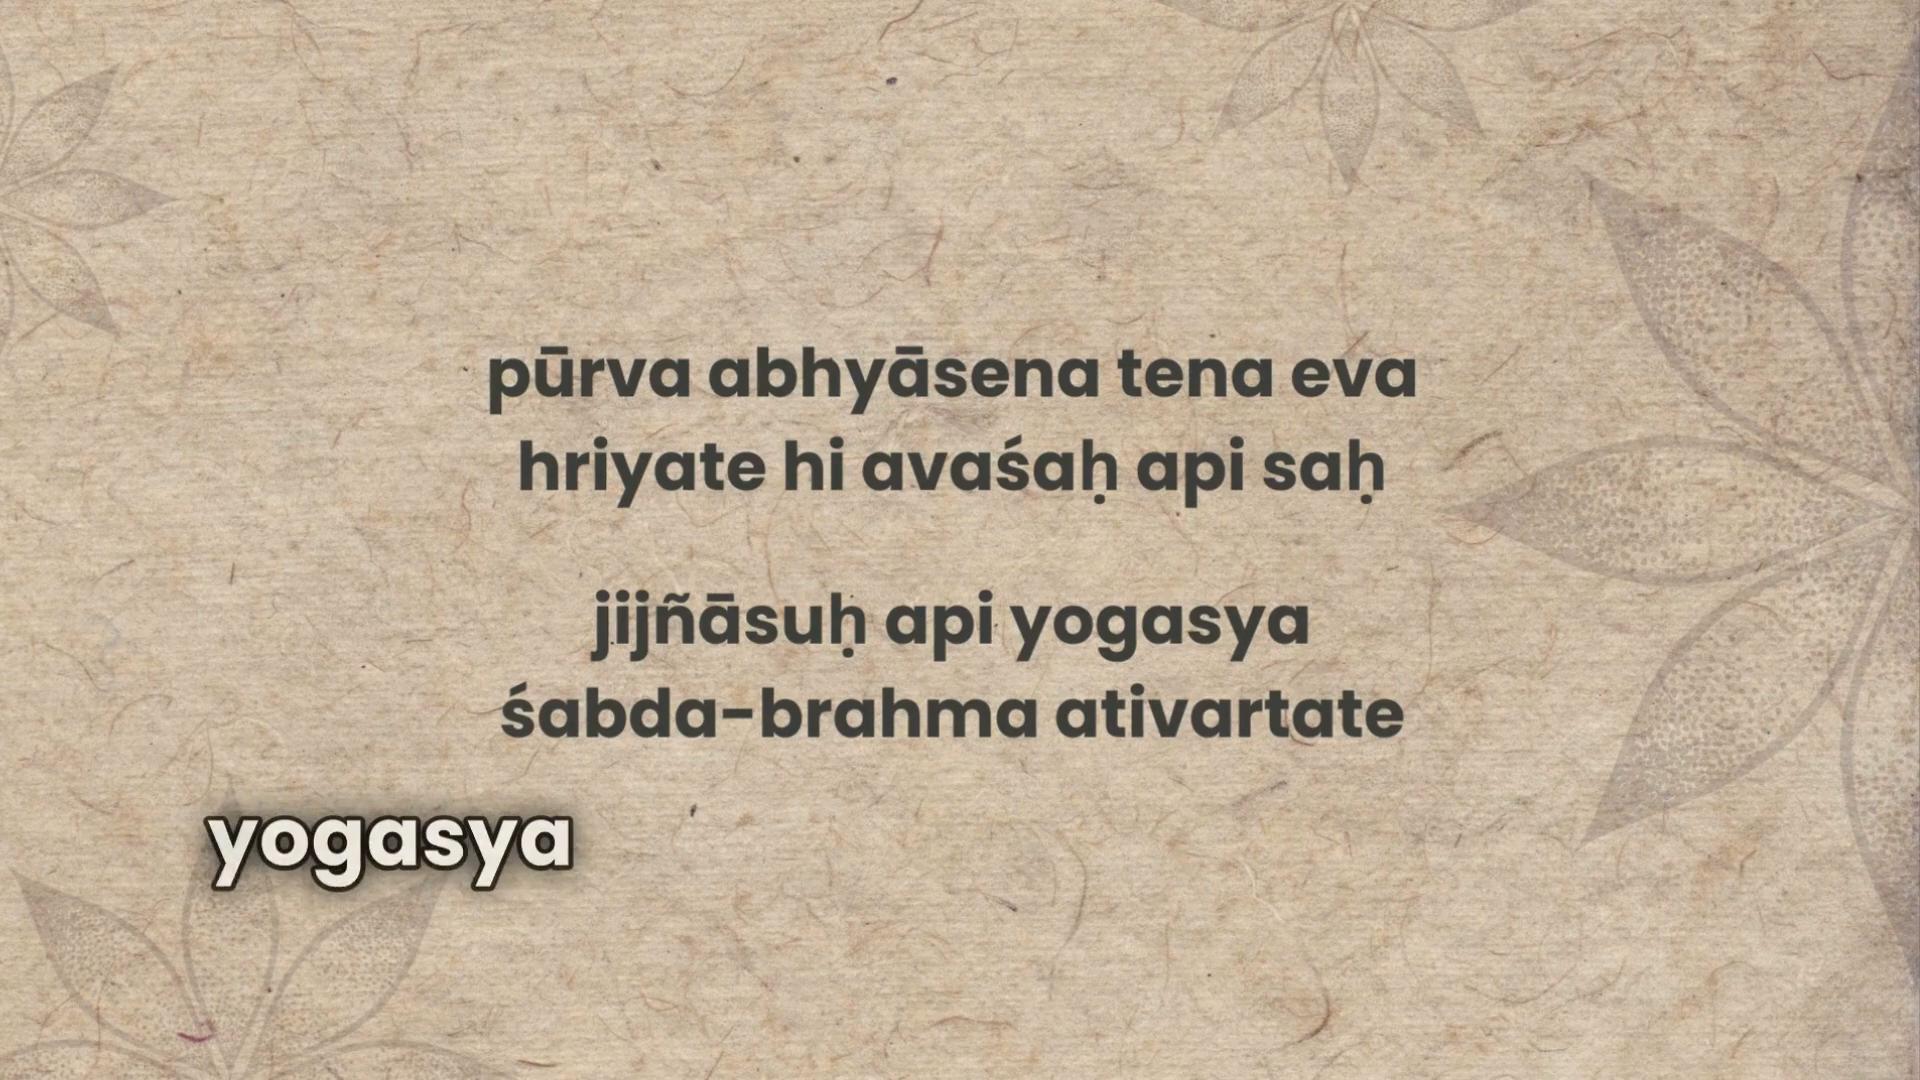 pūrva abhyāsena tena eva
hriyate hi avaśaḥ api saḥ
jijñāsuḥ api yogasya
śabda-brahma ativartate
yogasya